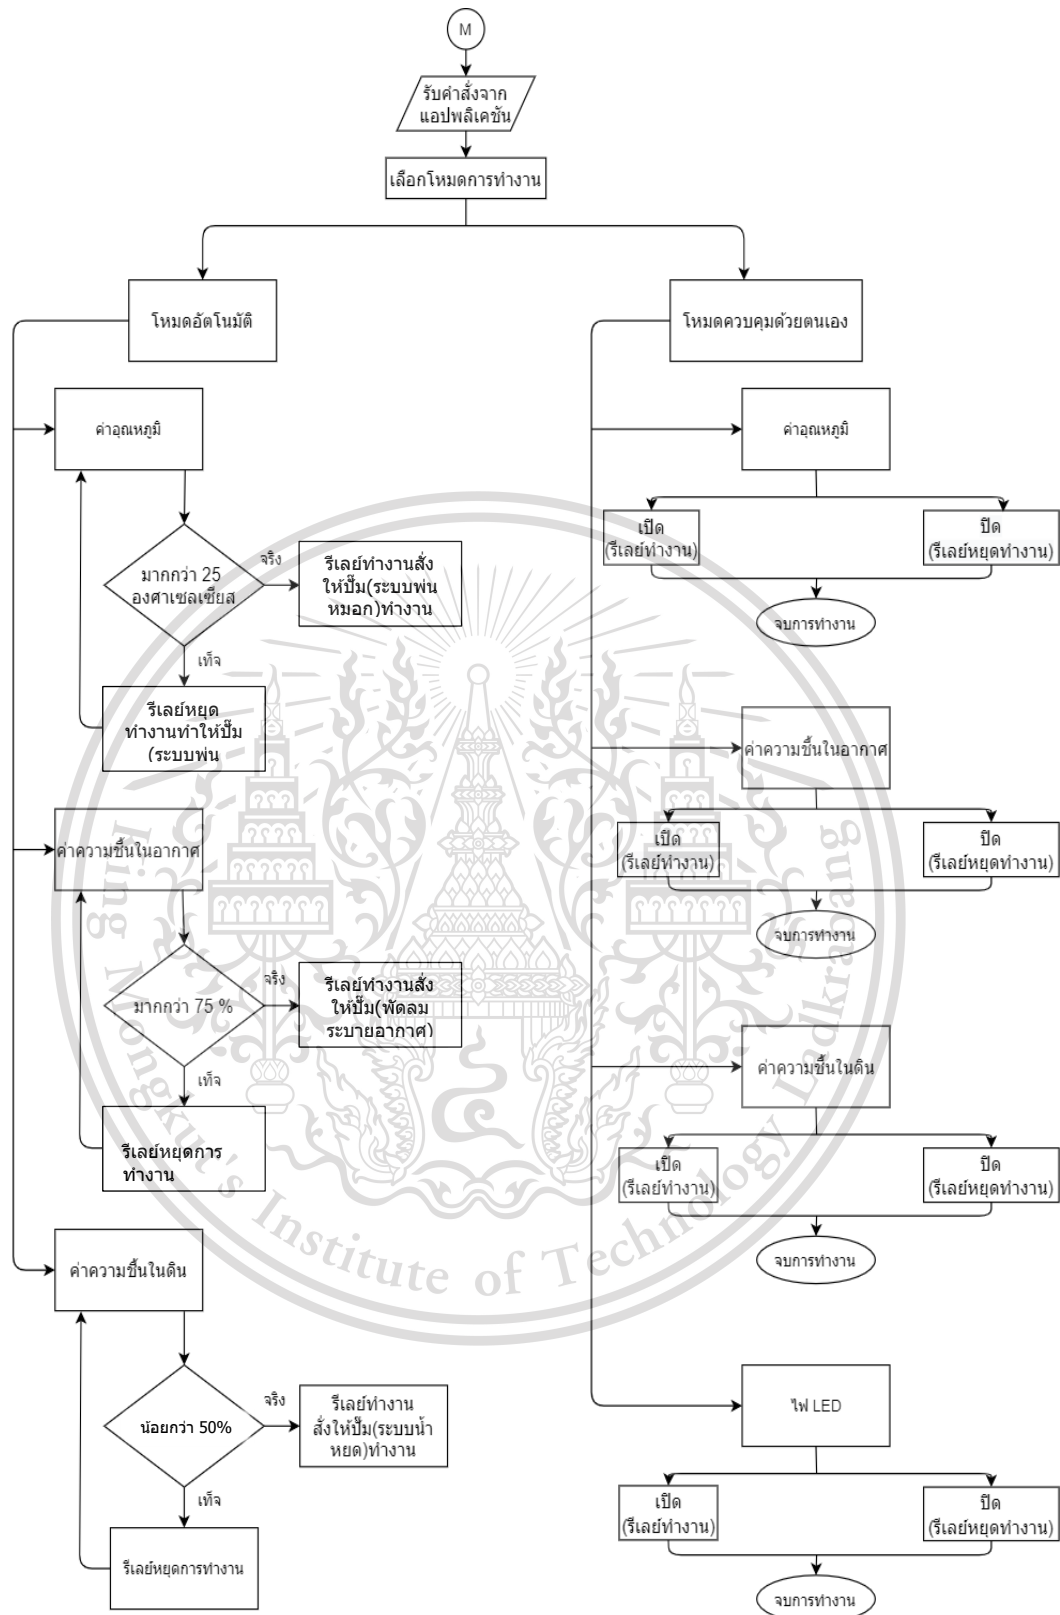 M
รับคำสั่งจาก
แอปพลิเคชัน
เลือกโหมดการทำงาน
โหมดอัตโนมัติ
ค่าอุณหภูมิ
มากกว่า 25
องศาเซลเซียส
จริง
รีเลย์ทำงานสั่ง
ให้ปั๊ม(ระบบพ่น
หมอก)ทำงาน
เท็จ
รีเลย์หยุด
ทำงานทำให้ปั๊ม
(ระบบพ่น
ค่าความชื้นในอากาศ
มากกว่า 75 %
จริง
รีเลย์ทำงานสั่ง
ให้ปั๊ม(พัดลม
ระบายอากาศ)
เท็จ
รีเลย์หยุดการ
ทำงาน
ค่าความชื้นในดิน
น้อยกว่า 50%
จริง
รีเลย์ทำงาน
สั่งให้ปั๊ม(ระบบน้ำ
หยด)ทำงาน
เท็จ
รีเลย์หยุดการทำงาน
โหมดควบคุมด้วยตนเอง
ค่าอุณหภูมิ
เปิด
(รีเลย์ทำงาน)
ปิด
(รีเลย์หยุดทำงาน)
จบการทำงาน
ค่าความชื้นในอากาศ
เปิด
(รีเลย์ทำงาน)
ปิด
(รีเลย์หยุดทำงาน)
จบการทำงาน
ค่าความชื้นในดิน
เปิด
(รีเลย์ทำงาน)
ปิด
(รีเลย์หยุดทำงาน)
จบการทำงาน
ไฟ LED
เปิด
(รีเลย์ทำงาน)
ปิด
(รีเลย์หยุดทำงาน)
จบการทำงาน
King Mongkut's Institute of Technology Ladkrabang